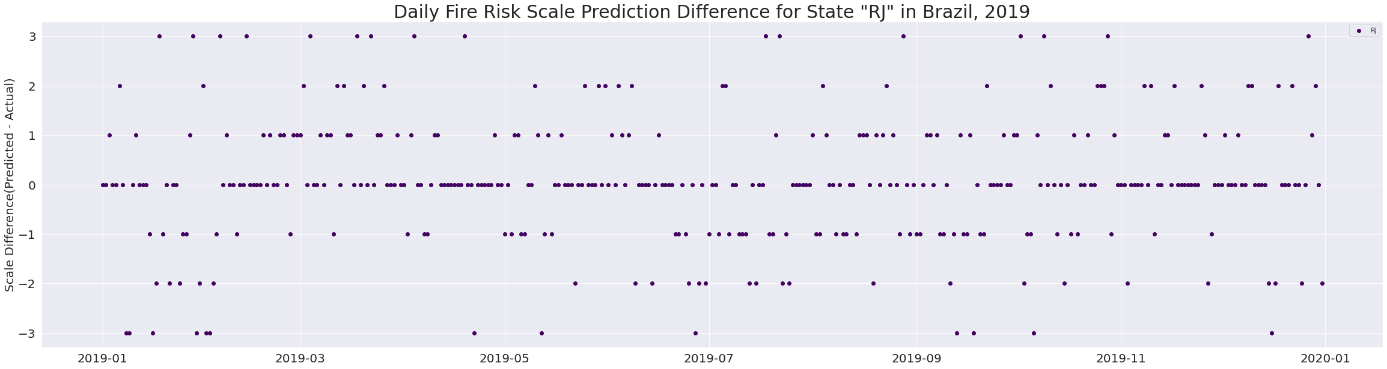 Daily Fire Risk Scale Prediction Difference for State "RJ" in Brazil, 2019
RJ
Scale Difference(Predicted - Actual)
3
2
1
0
−1
−2
−3
2019-01 2019-03 2019-05 2019-07 2019-09 2019-11 2020-01